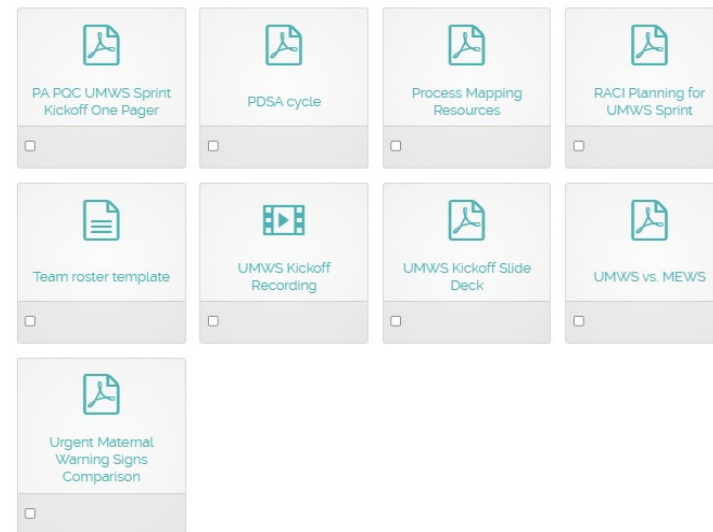 PA PQC UMWS Sprint
Kickoff One Pager
PDSA cycle
Process Mapping
Resources
RACI Planning for
UMWS Sprint
Team roster template
UMWS Kickoff
Recording
UMWS Kickoff Slide
Deck
UMWS vs. MEWS
Urgent Maternal
Warning Signs
Comparison